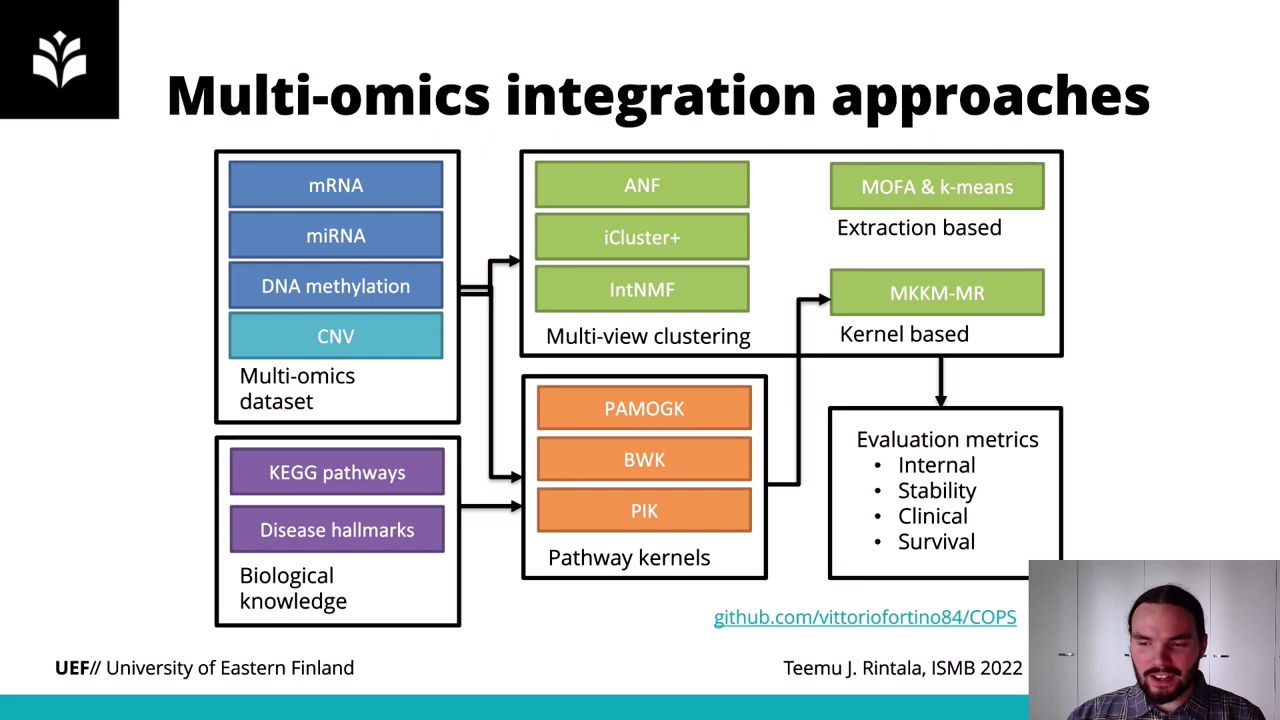 Multi-omics integration approaches
mRNA
miRNA
DNA methylation
CNV
Multi-omics
dataset
KEGG pathways
Disease hallmarks
Biological
knowledge
ANF
iCluster+
IntNMF
Multi-view clustering
MOFA & k-means
Extraction based
MKKM-MR
Kernel based
PAMOGK
BWK
PIK
Pathway kernels
Evaluation metrics
• Internal
• Stability
• Clinical
• Survival
github.com/vittoriofortino84/COPS
UEF// University of Eastern Finland
Teemu J. Rintala, ISMB 2022